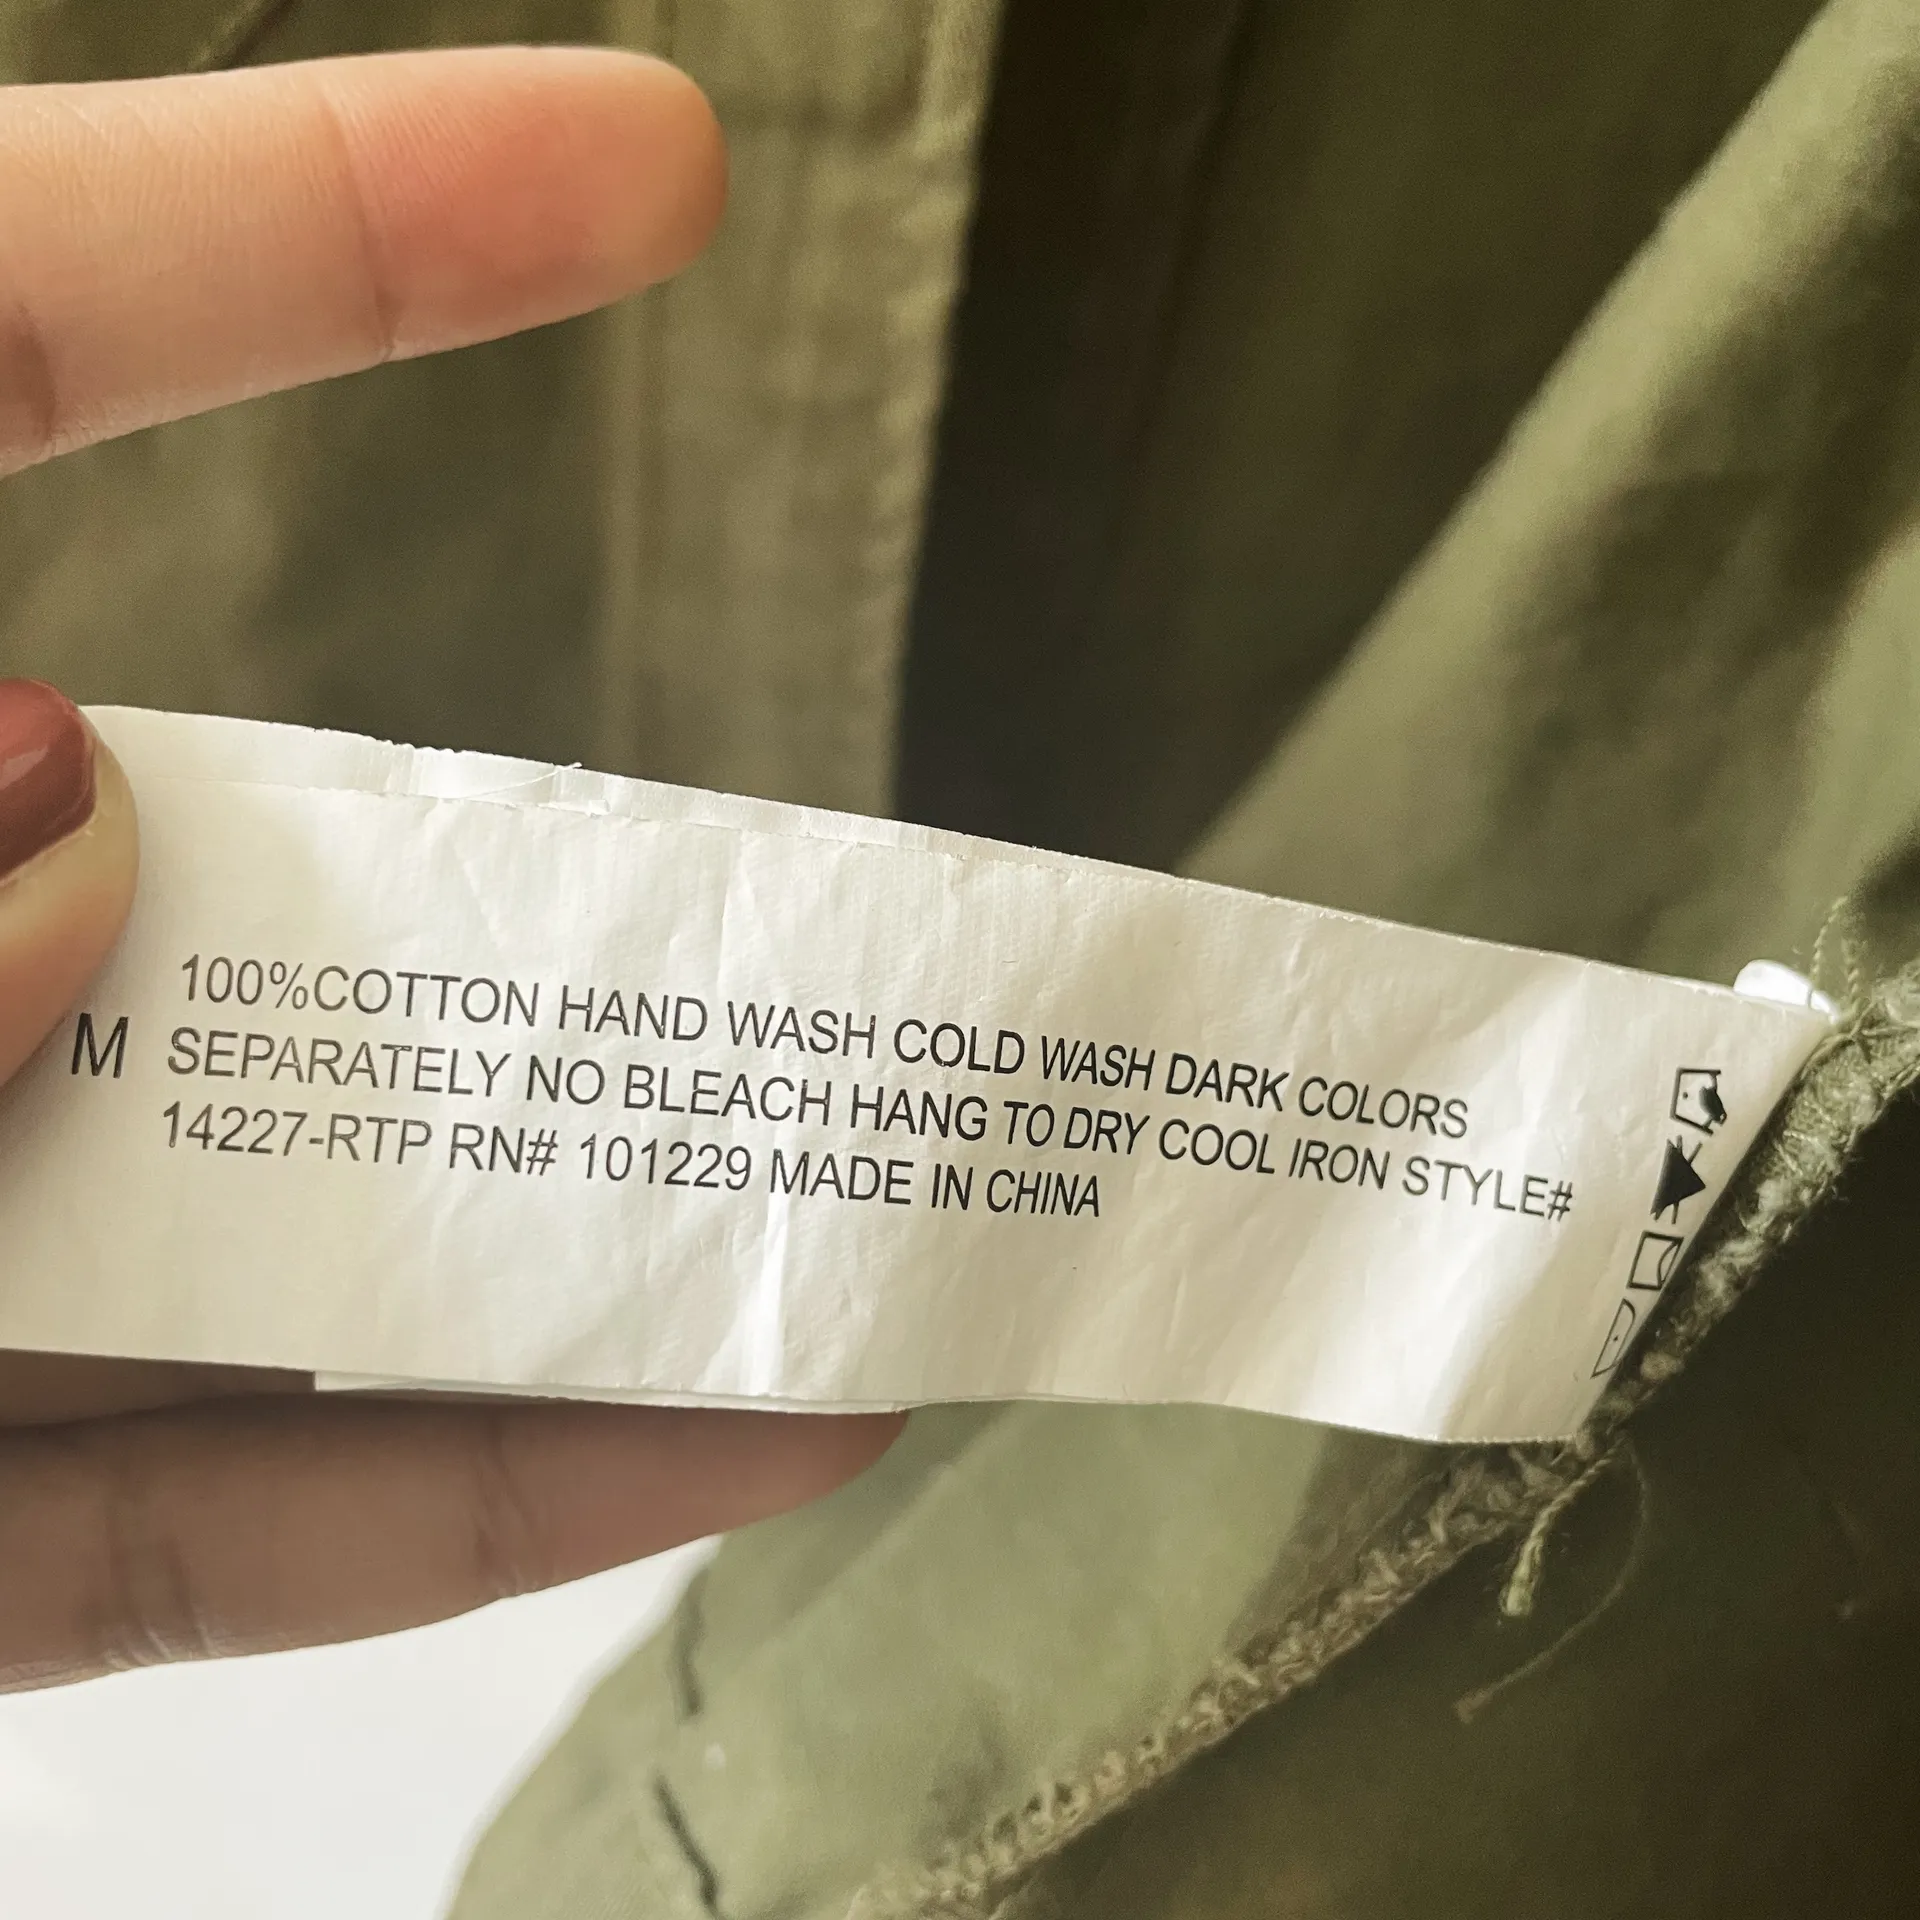 100%COTTON HAND WASH COLD WASH DARK COLORS
M SEPARATELY NO BLEACH HANG TO DRY COOL IRON STYLE#
14227-RTP RN# 101229 MADE IN CHINA